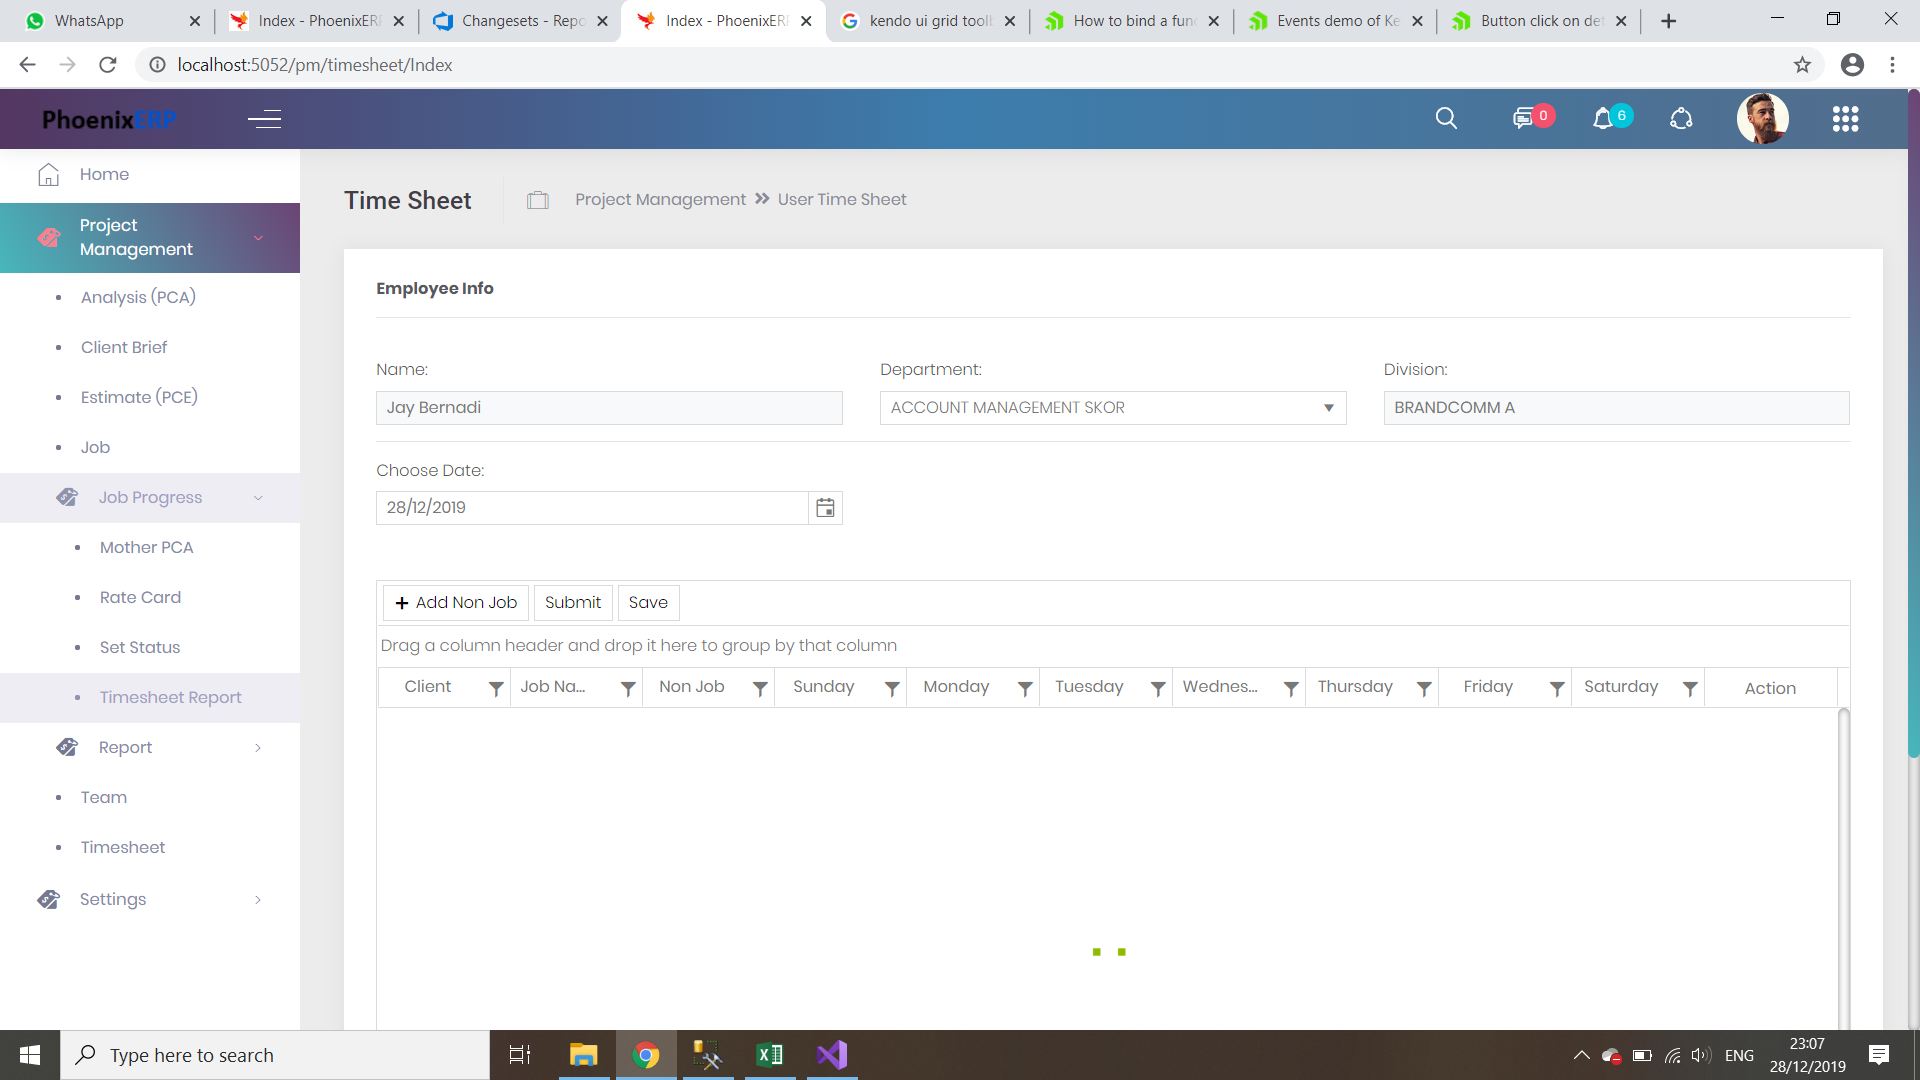 WhatsApp
Index - PhoenixERP
Changesets - Repo
Index - PhoenixERP
kendo ui grid toolb
How to bind a func
Events demo of Ke
Button click on det
localhost:5052/pm/timesheet/Index
PhoenixERP
0
6
Home
Project
Management
Analysis (PCA)
Client Brief
Estimate (PCE)
Job
Job Progress
Mother PCA
Rate Card
Set Status
Timesheet Report
Report
Team
Timesheet
Settings
Time Sheet
Project Management » User Time Sheet
Employee Info
Name: Department: Division:
Jay Bernadi ACCOUNT MANAGEMENT SKOR BRANDCOMM A
Choose Date:
28/12/2019
+ Add Non Job Submit Save
Drag a column header and drop it here to group by that column
Client Job Na... Non Job Sunday Monday Tuesday Wednes... Thursday Friday Saturday Action
Type here to search
ENG
23:07
28/12/2019